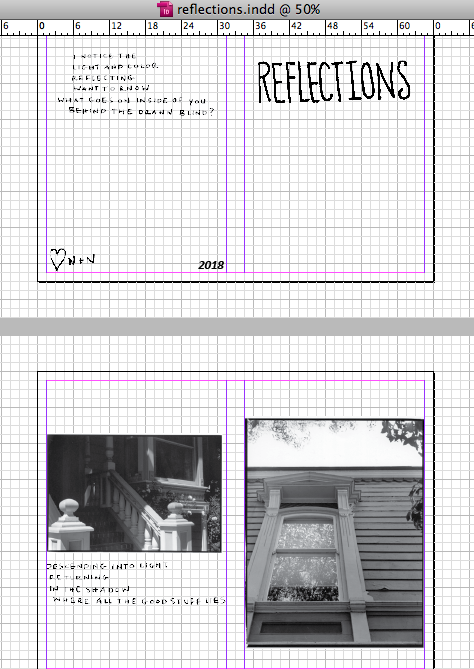 reflections.indd @ 50%
6 0 6 12 18 24 30 36 42 48 54 60 0 6
I NOTICE THE
LIGHT AND COLOR
REFLECTING
WANT TO KNOW
WHAT GOES ON INSIDE OF YOU
BEHIND THE DRAWN BLIND?
REFLECTIONS
♡ N+N
2018
DESCENDING INTO LIGHT
RETURNING
IN THE SHADOW
WHERE ALL THE GOOD STUFF LIES